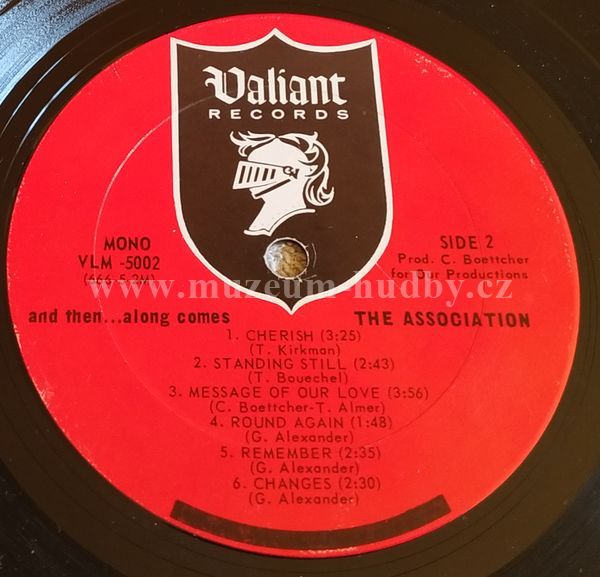 Valiant
RECORDS
MONO
VLM -5002
(666-5-2M)
SIDE 2
Prod. C. Boettcher
for Our Productions
www.muzeum-hudby.cz
and then...along comes THE ASSOCIATION
1. CHERISH (3:25)
(T. Kirkman)
2. STANDING STILL (2:43)
(T. Bouechel)
3. MESSAGE OF OUR LOVE (3:56)
(C. Boettcher-T. Almer)
4. ROUND AGAIN (1:48)
(G. Alexander)
5. REMEMBER (2:35)
(G. Alexander)
6. CHANGES (2:30)
(G. Alexander)